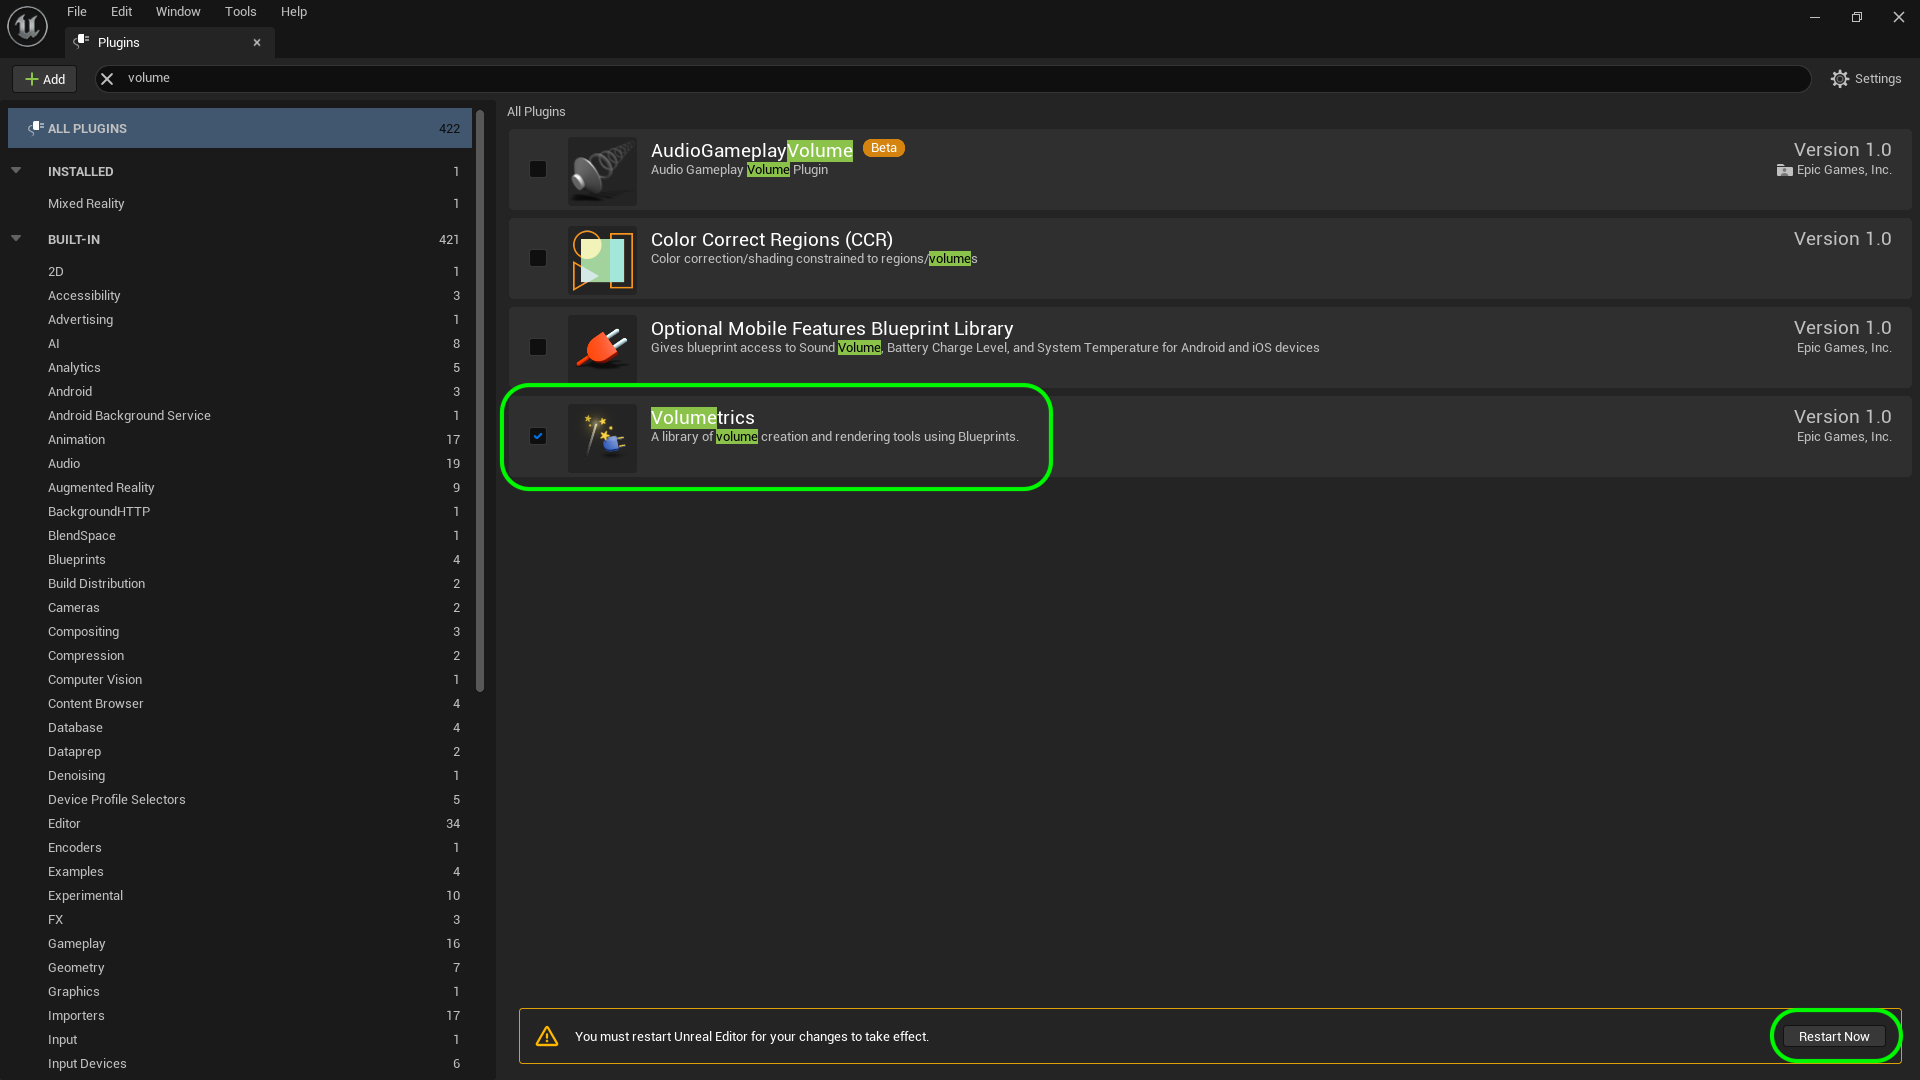 File Edit Window Tools Help
Plugins
Add
volume
Settings
ALL PLUGINS 422
INSTALLED 1
Mixed Reality 1
BUILT-IN 421
2D 1
Accessibility 3
Advertising 1
AI 8
Analytics 5
Android 3
Android Background Service 1
Animation 17
Audio 19
Augmented Reality 9
BackgroundHTTP 1
BlendSpace 1
Blueprints 4
Build Distribution 2
Cameras 2
Compositing 3
Compression 2
Computer Vision 1
Content Browser 4
Database 4
Dataprep 2
Denoising 1
Device Profile Selectors 5
Editor 34
Encoders 1
Examples 4
Experimental 10
FX 3
Gameplay 16
Geometry 7
Graphics 1
Importers 17
Input 1
Input Devices 6
All Plugins
AudioGameplayVolume Beta Version 1.0
Audio Gameplay Volume Plugin Epic Games, Inc.
Color Correct Regions (CCR) Version 1.0
Color correction/shading constrained to regions/volumes
Optional Mobile Features Blueprint Library Version 1.0
Gives blueprint access to Sound Volume, Battery Charge Level, and System Temperature for Android and iOS devices Epic Games, Inc.
Volumetrics Version 1.0
A library of volume creation and rendering tools using Blueprints. Epic Games, Inc.
You must restart Unreal Editor for your changes to take effect. Restart Now